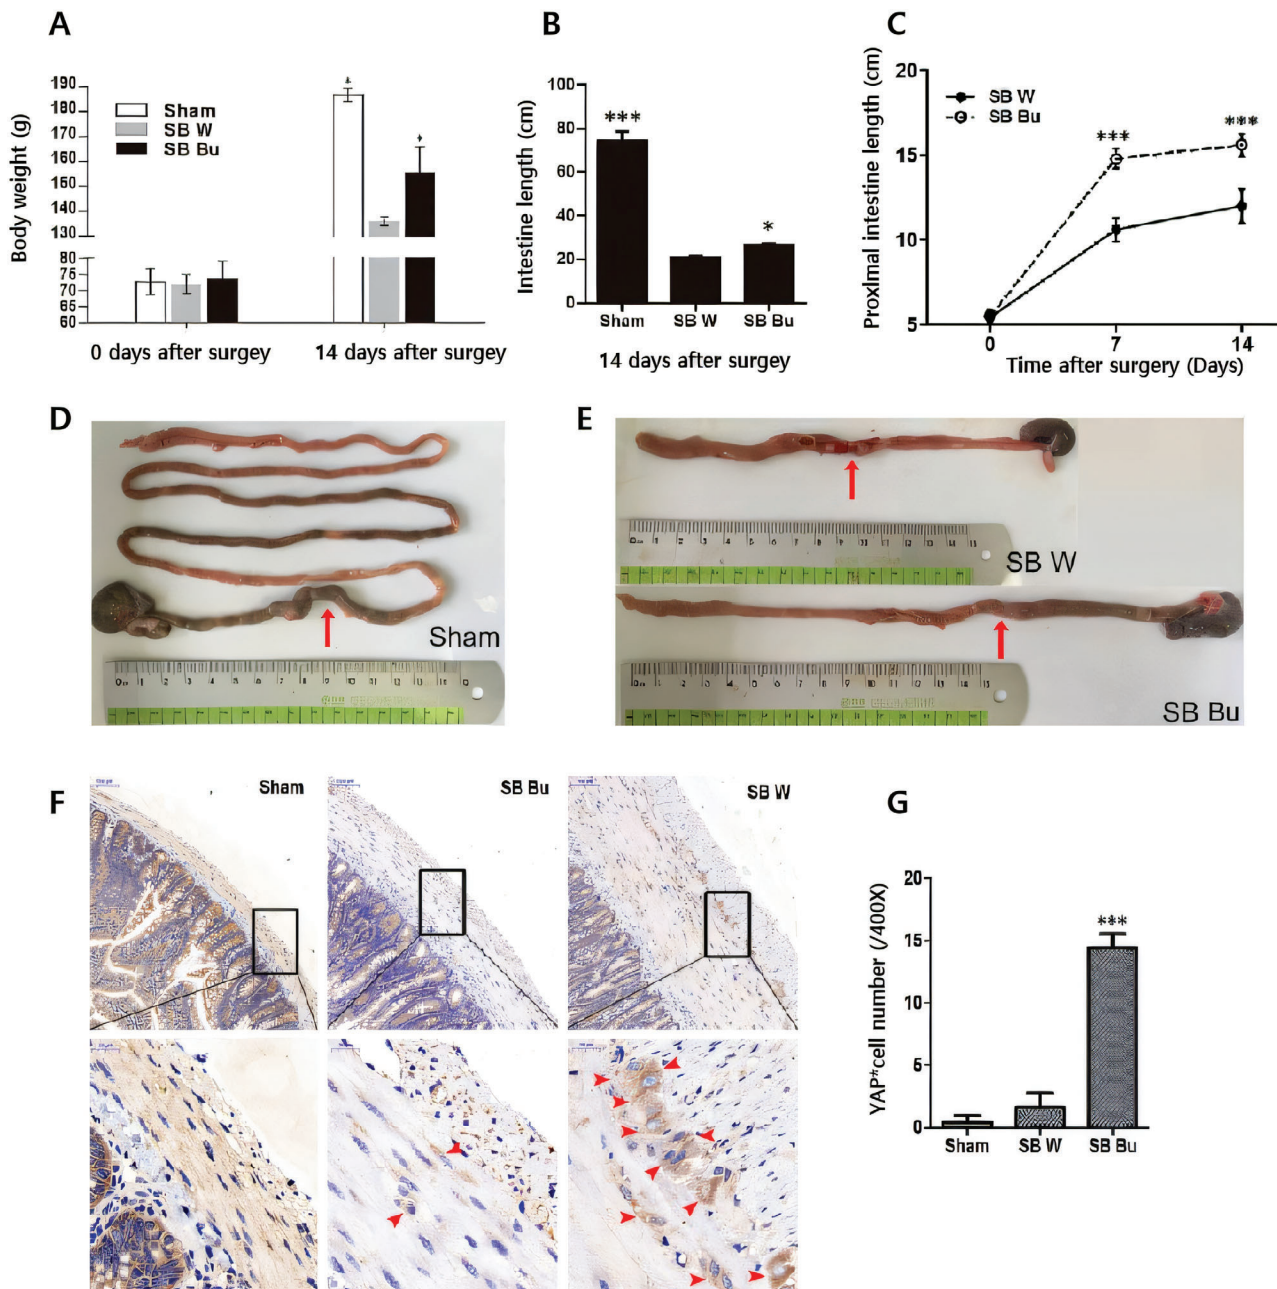 A
Body weight (g)
190
180
170
160
150
140
130
75
70
65
60
Sham
SB W
SB Bu
0 days after surgey
14 days after surgey
B
Intestine length (cm)
100
80
60
40
20
0
***
*
Sham
SB W
SB Bu
14 days after surgey
C
Proximal intestine length (cm)
20
15
10
5
SB W
SB Bu
***
***
0
7
14
Time after surgery (Days)
D
Sham
E
SB W
SB Bu
F
Sham
SB Bu
SB W
G
YAP*cell number (/400X)
20
15
10
5
0
***
Sham
SB W
SB Bu